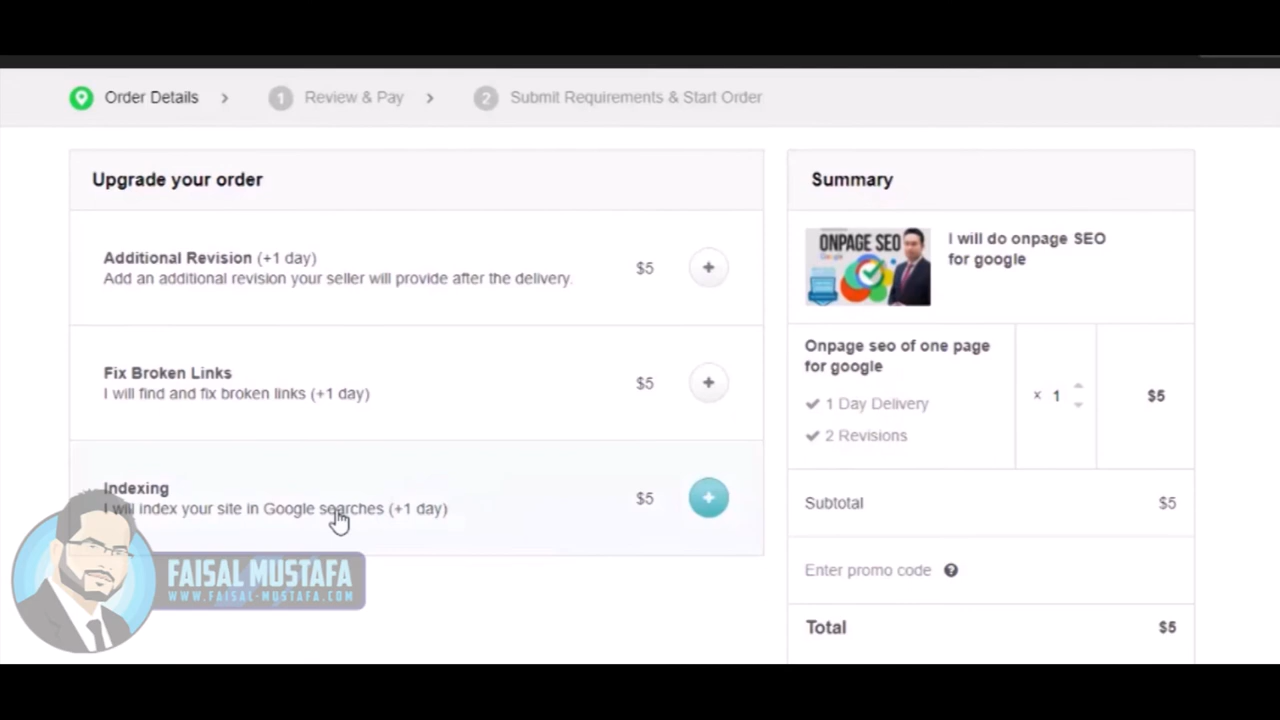 Order Details
1 Review & Pay
2 Submit Requirements & Start Order
Upgrade your order
Additional Revision (+1 day)
Add an additional revision your seller will provide after the delivery.
$5
+
Fix Broken Links
I will find and fix broken links (+1 day)
$5
+
Indexing
I will index your site in Google searches (+1 day)
$5
+
FAISAL MUSTAFA
WWW.FAISAL-MUSTAFA.COM
Summary
ONPAGE SEO
Google
I will do onpage SEO
for google
Onpage seo of one page
for google
1 Day Delivery
2 Revisions
× 1
$5
Subtotal $5
Enter promo code ?
Total $5